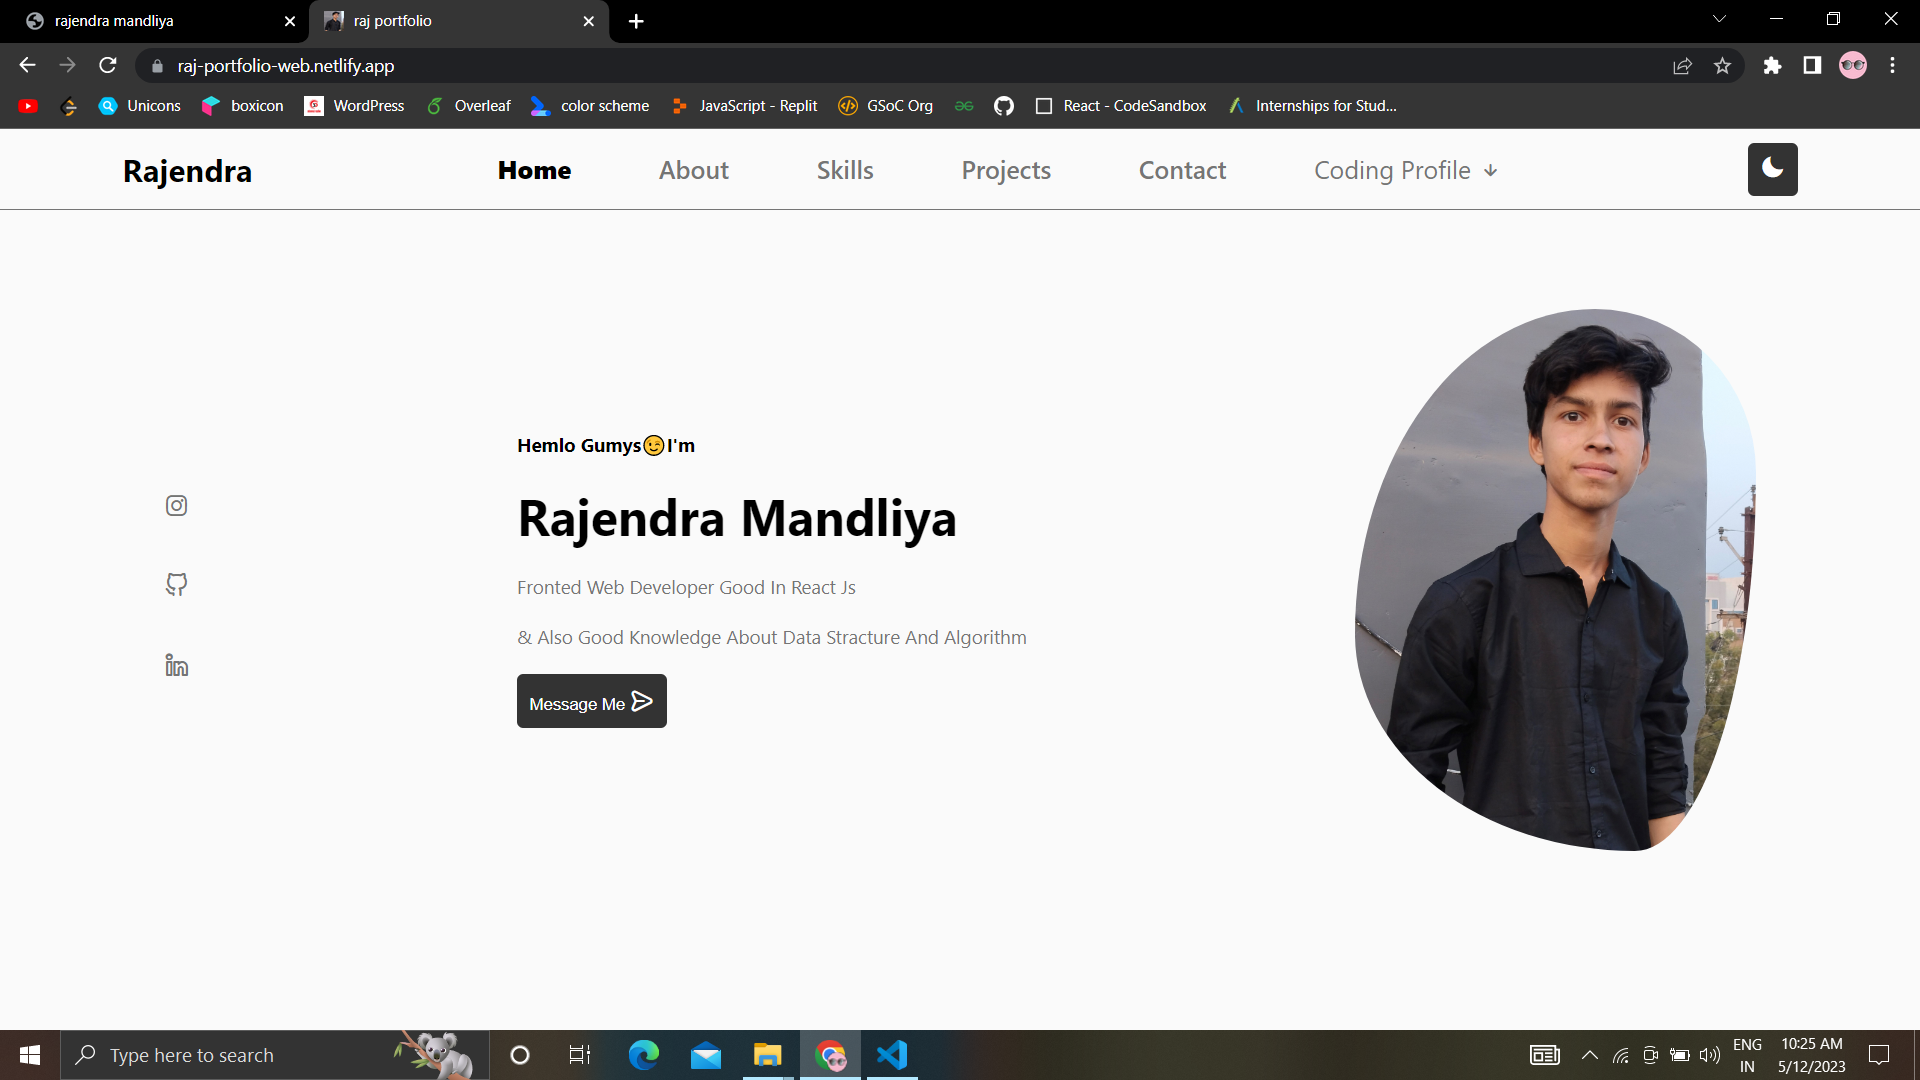 rajendra mandliya
raj portfolio
raj-portfolio-web.netlify.app
Unicons boxicon WordPress Overleaf color scheme JavaScript - Replit GSoC Org React - CodeSandbox Internships for Stud...
Rajendra Home About Skills Projects Contact Coding Profile
Hemlo Gumys😉I'm
Rajendra Mandliya
Fronted Web Developer Good In React Js
& Also Good Knowledge About Data Stracture And Algorithm
Message Me
Type here to search
ENG
IN
10:25 AM
5/12/2023